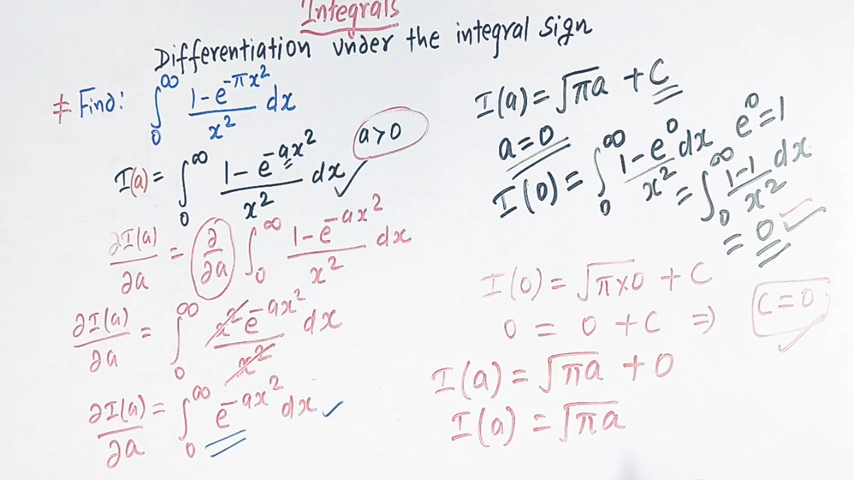 Integrals
Differentiation under the integral sign
≠ Find: ∫₀^∞ (1-e^(-πx²))/x² dx
I(a) = ∫₀^∞ (1-e^(-ax²))/x² dx ✓ a>0
∂I(a)/∂a = ∂/∂a ∫₀^∞ (1-e^(-ax²))/x² dx
∂I(a)/∂a = ∫₀^∞ (x² e^(-ax²))/x² dx
∂I(a)/∂a = ∫₀^∞ e^(-ax²) dx ✓
I(a) = √(πa) + C
a=0
e⁰=1
I(0) = ∫₀^∞ (1-e⁰)/x² dx = ∫₀^∞ (1-1)/x² dx
= 0 ✓
I(0) = √(π×0) + C
0 = 0 + C ⇒ C=0 ✓
I(a) = √(πa) + 0
I(a) = √(πa)